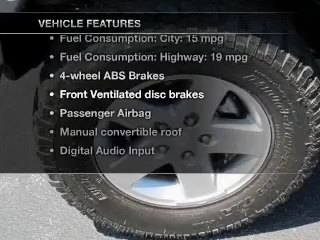 VEHICLE FEATURES
• Fuel Consumption: City: 15 mpg
• Fuel Consumption: Highway: 19 mpg
• 4-wheel ABS Brakes
• Front Ventilated disc brakes
• Passenger Airbag
• Manual convertible roof
• Digital Audio Input